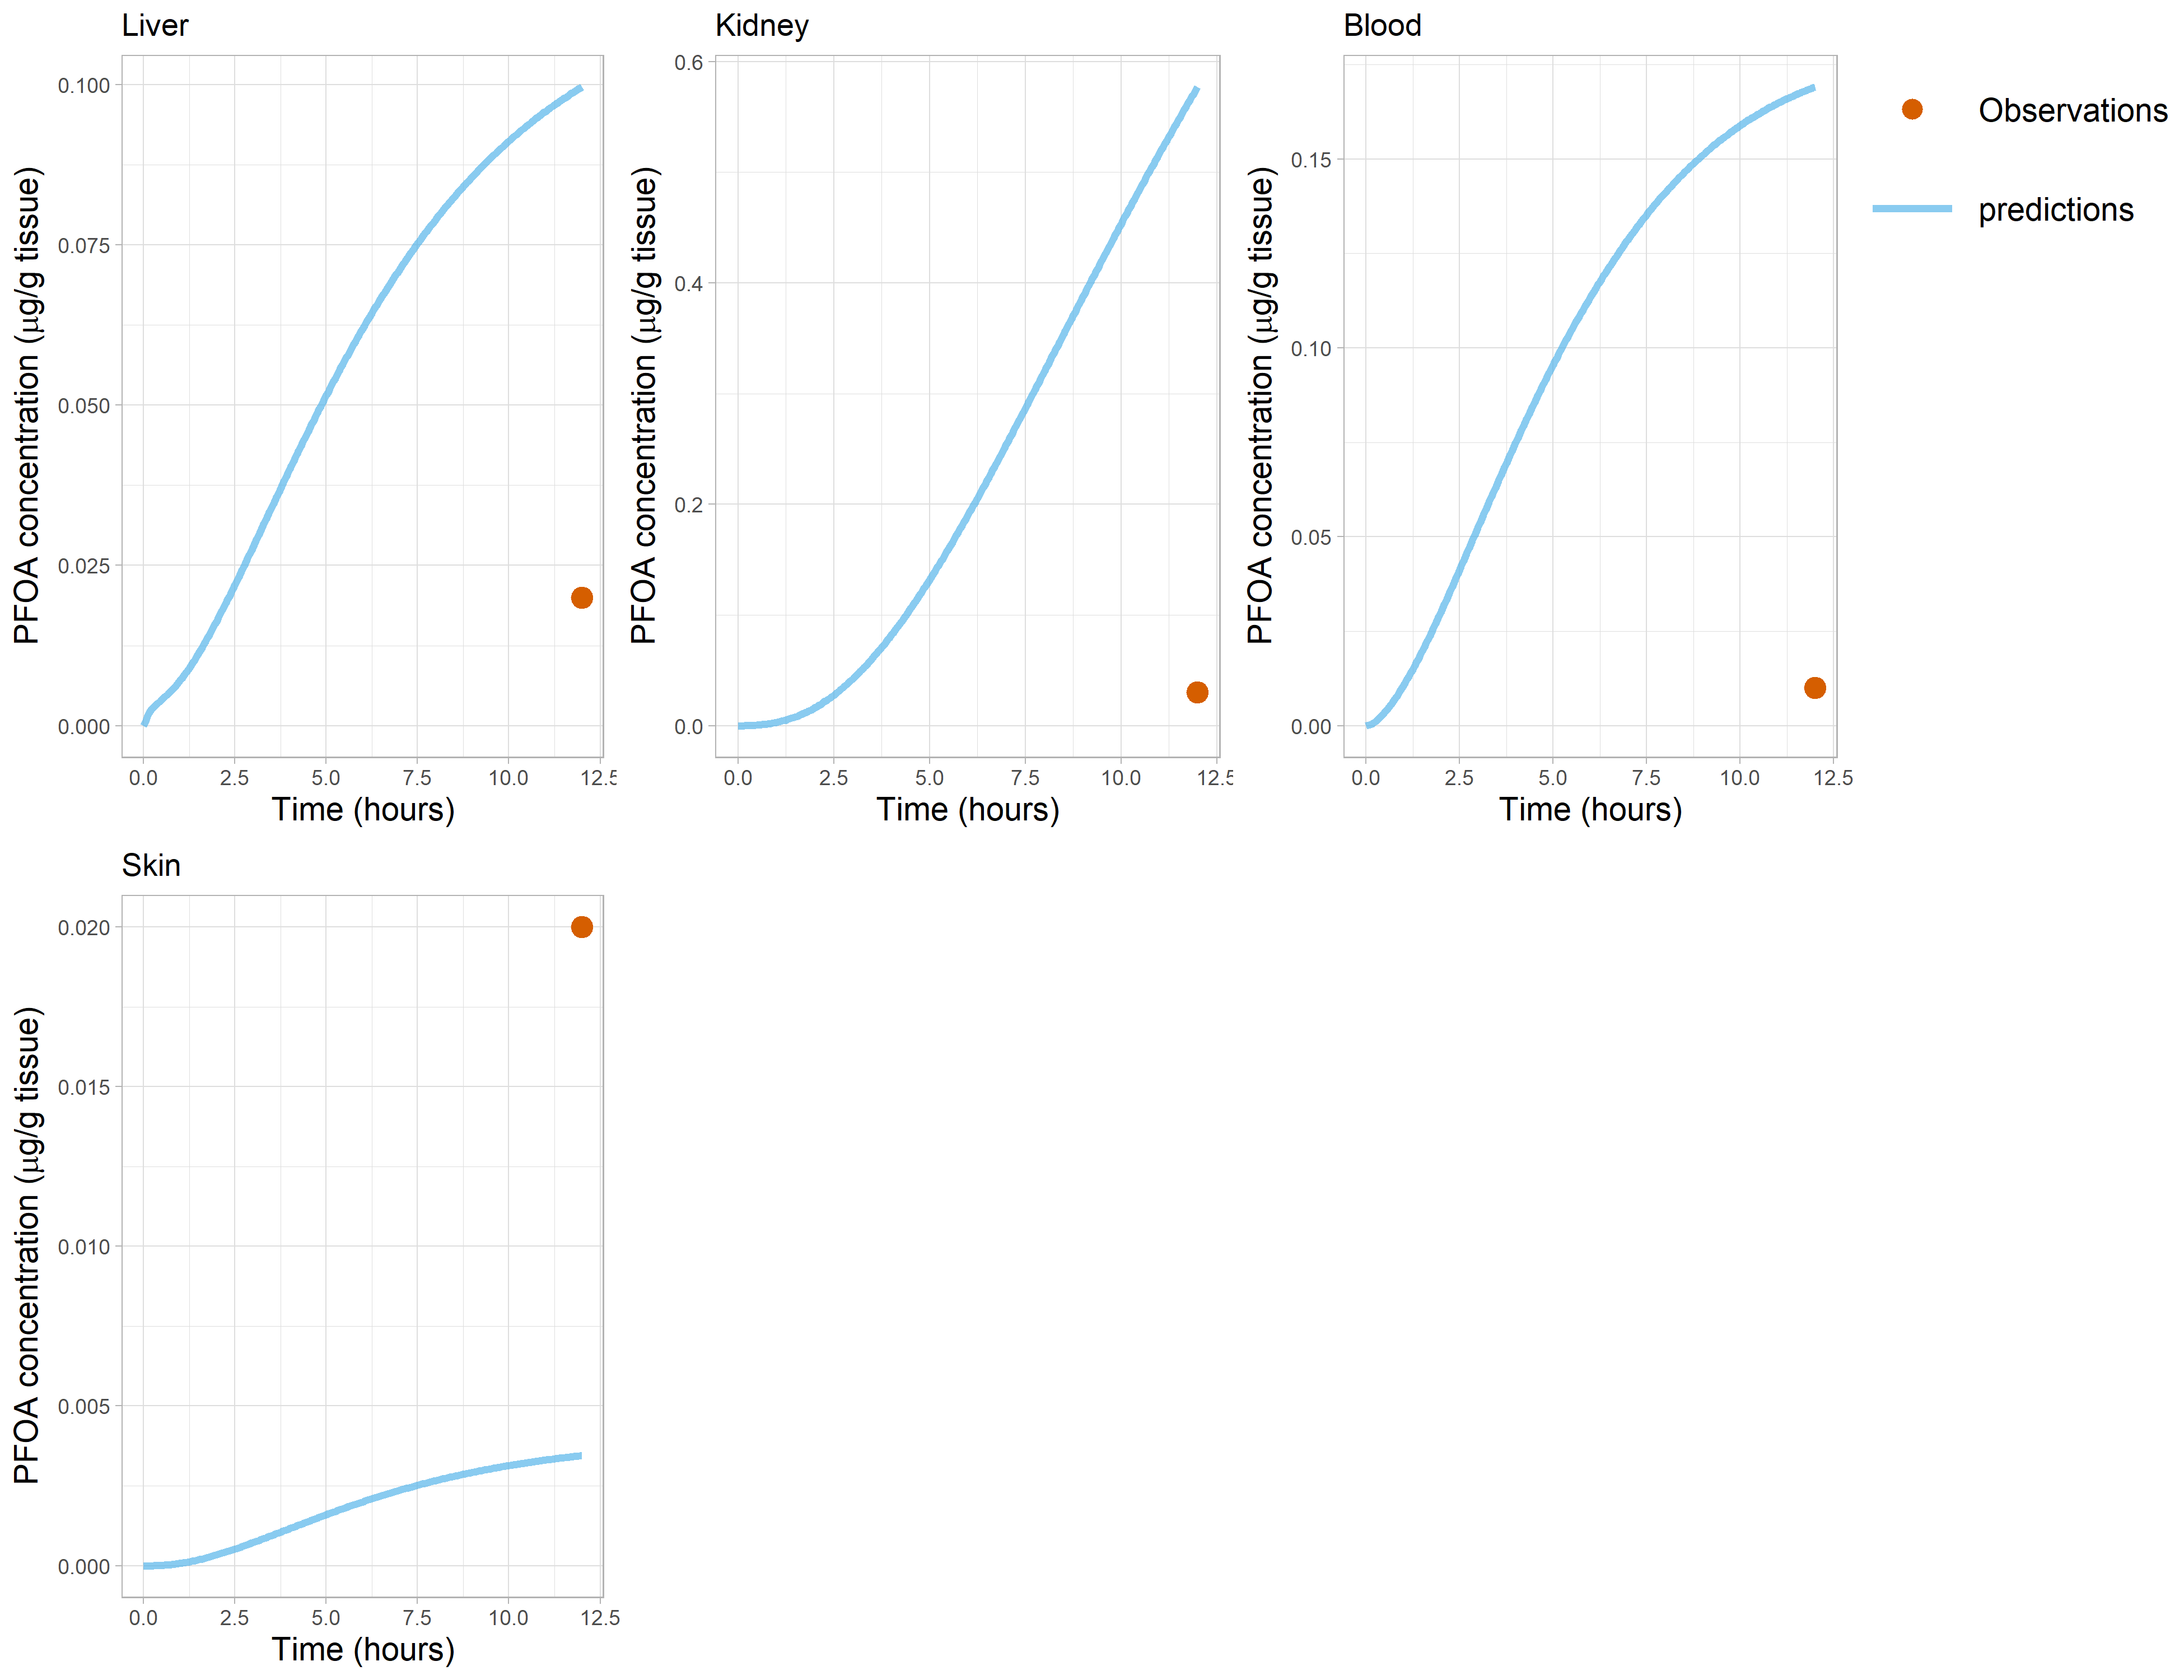 Liver
PFOA concentration (μg/g tissue)
0.100
0.075
0.050
0.025
0.000
0.0 2.5 5.0 7.5 10.0 12.5
Time (hours)
Kidney
PFOA concentration (μg/g tissue)
0.6
0.4
0.2
0.0
0.0 2.5 5.0 7.5 10.0 12.5
Time (hours)
Blood
PFOA concentration (μg/g tissue)
0.15
0.10
0.05
0.00
0.0 2.5 5.0 7.5 10.0 12.5
Time (hours)
Observations
predictions
Skin
PFOA concentration (μg/g tissue)
0.020
0.015
0.010
0.005
0.000
0.0 2.5 5.0 7.5 10.0 12.5
Time (hours)